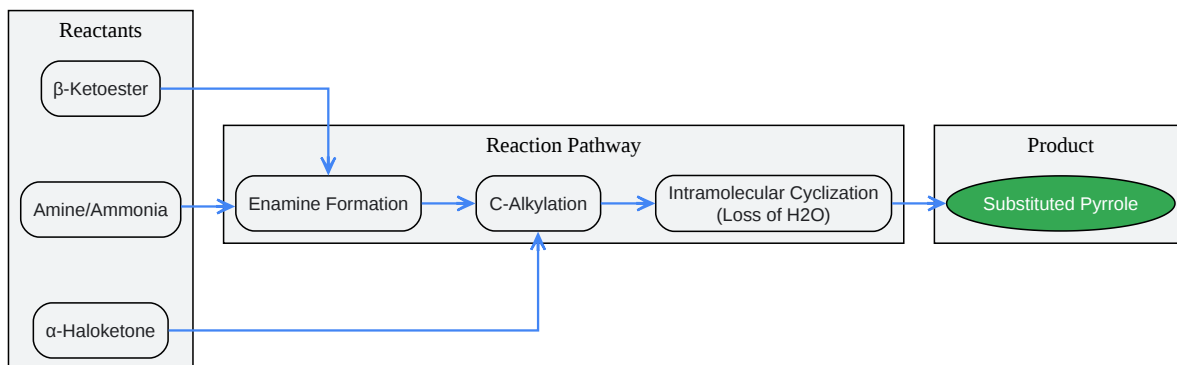 Reactants
β-Ketoester
Amine/Ammonia
α-Haloketone
Reaction Pathway
Enamine Formation
C-Alkylation
Intramolecular Cyclization
(Loss of H2O)
Product
Substituted Pyrrole